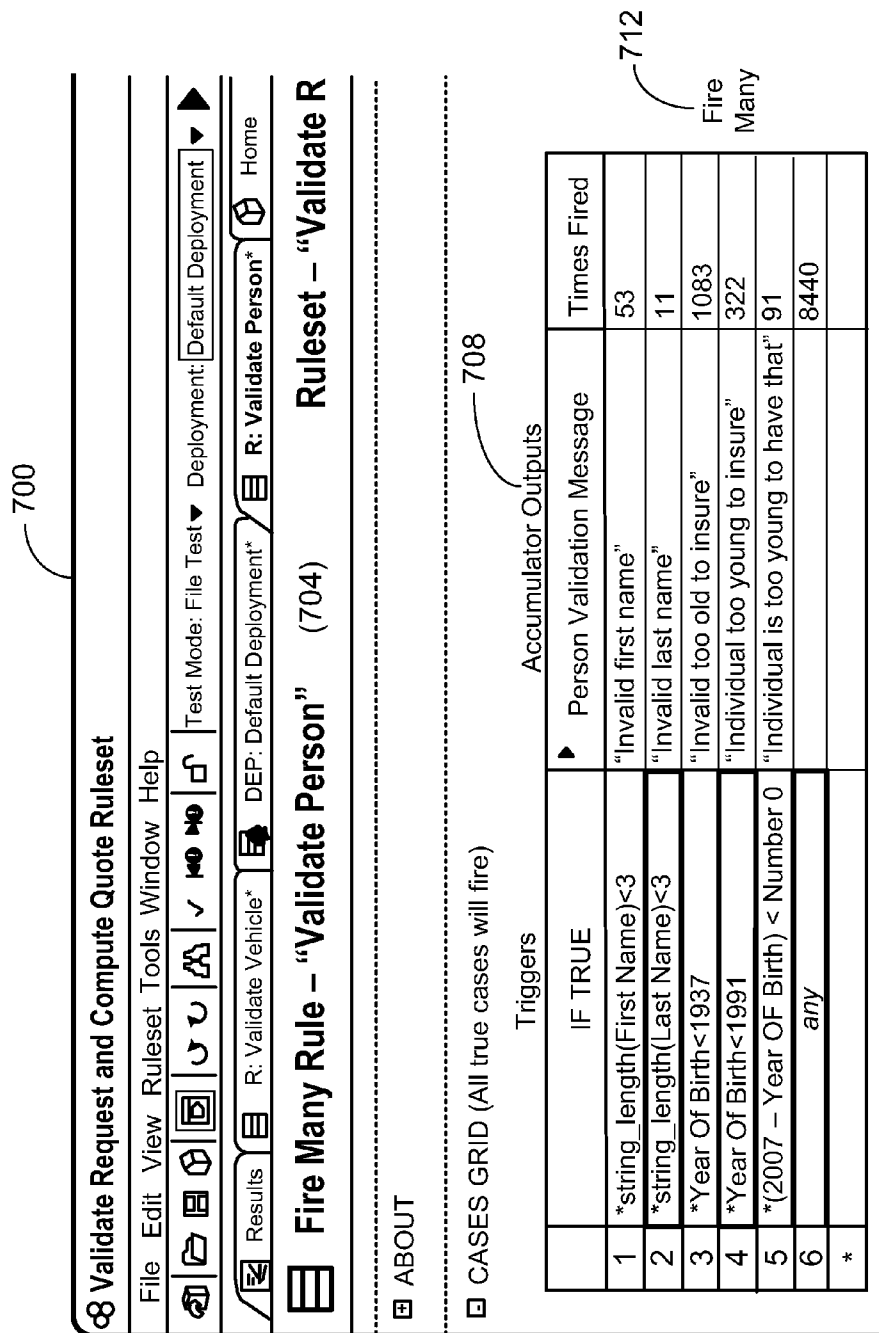 700
Validate Request and Compute Quote Ruleset
File Edit View Ruleset Tools Window Help
Test Mode: File Test Deployment: Default Deployment
Results R: Validate Vehicle* DEP: Default Deployment* R: Validate Person* Home
Fire Many Rule – “Validate Person” (704) Ruleset – “Validate R
ABOUT
CASES GRID (All true cases will fire)
708
Triggers Accumulator Outputs
IF TRUE Person Validation Message Times Fired
1 *string_length(First Name)<3 “Invalid first name” 53
2 *string_length(Last Name)<3 “Invalid last name” 11
3 *Year Of Birth<1937 “Invalid too old to insure” 1083
4 *Year Of Birth<1991 “Individual too young to insure” 322
5 *(2007 – Year OF Birth) < Number 0 “Individual is too young to have that” 91
6 any 8440
*
712
Fire
Many